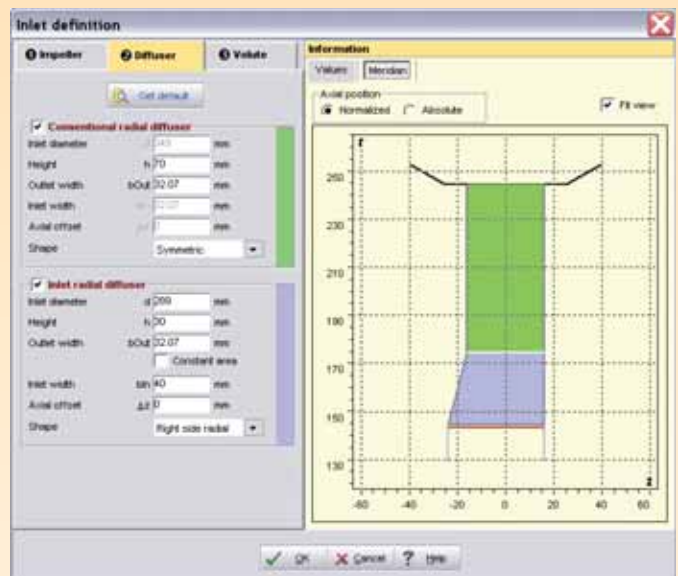 Inlet definition
❶ Impeller ❷ Diffuser ❸ Volute
Get default
Conventional radial diffuser
Inlet diameter mm
Height h 70 mm
Outlet width bOut 32.07 mm
Inlet width mm
Axial offset mm
Shape Symmetric
Inlet radial diffuser
Inlet diameter d 289 mm
Height h 30 mm
Outlet width bOut 32.07 mm
Constant area
Inlet width bIn 40 mm
Axial offset Δz 0 mm
Shape Right side radial
Information
Values Meridian
Axial position
Normalized Absolute
Fit view
r
250
230
210
190
170
150
130
z
-60 -40 -20 0 20 40 60
OK Cancel ? Help